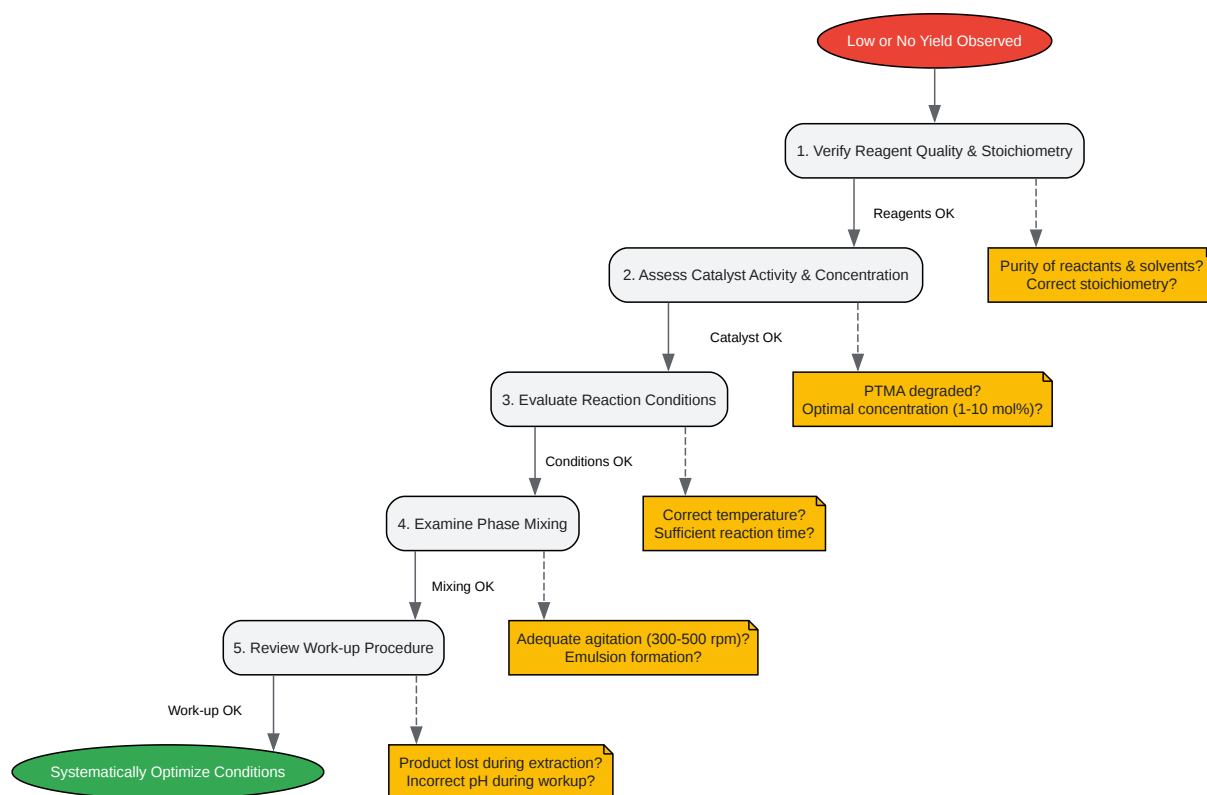 Low or No Yield Observed
1. Verify Reagent Quality & Stoichiometry
Reagents OK
2. Assess Catalyst Activity & Concentration
Purity of reactants & solvents?
Correct stoichiometry?
Catalyst OK
3. Evaluate Reaction Conditions
PTMA degraded?
Optimal concentration (1-10 mol%)?
Conditions OK
4. Examine Phase Mixing
Correct temperature?
Sufficient reaction time?
Mixing OK
5. Review Work-up Procedure
Adequate agitation (300-500 rpm)?
Emulsion formation?
Work-up OK
Systematically Optimize Conditions
Product lost during extraction?
Incorrect pH during workup?